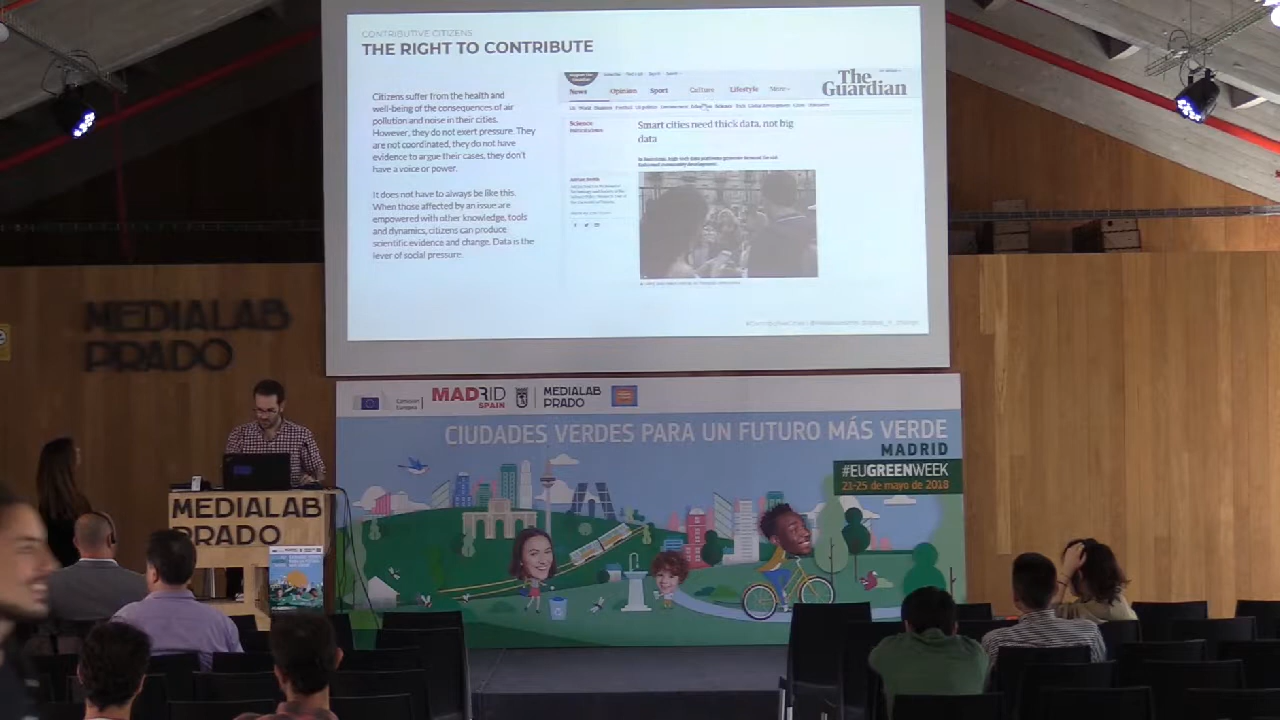 CONTRIBUTIVE CITIZENS
THE RIGHT TO CONTRIBUTE
Citizens suffer from the health and
well-being of the consequences of air
pollution and noise in their cities.
However, they do not exert pressure. They
are not coordinated, they do not have
evidence to argue their cases, they don't
have a voice or power.
It does not have to always be like this.
When those affected by an issue are
empowered with other knowledge, tools
and dynamics, citizens can produce
scientific evidence and change. Data is the
lever of social pressure.
The
Guardian
News Opinion Sport Culture Lifestyle More
Science
Smart cities need thick data, not big
data
MEDIALAB
PRADO
MADRID
SPAIN
MEDIALAB
PRADO
CIUDADES VERDES PARA UN FUTURO MÁS VERDE
MADRID
#EUGREENWEEK
21-25 de mayo de 2018
MEDIALAB
PRADO